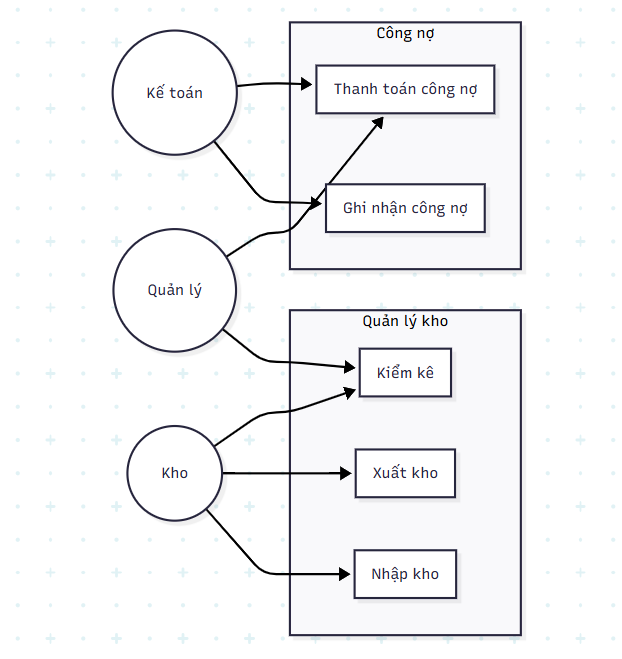 Công nợ
Kế toán
Thanh toán công nợ
Ghi nhận công nợ
Quản lý
Quản lý kho
Kiểm kê
Kho
Xuất kho
Nhập kho